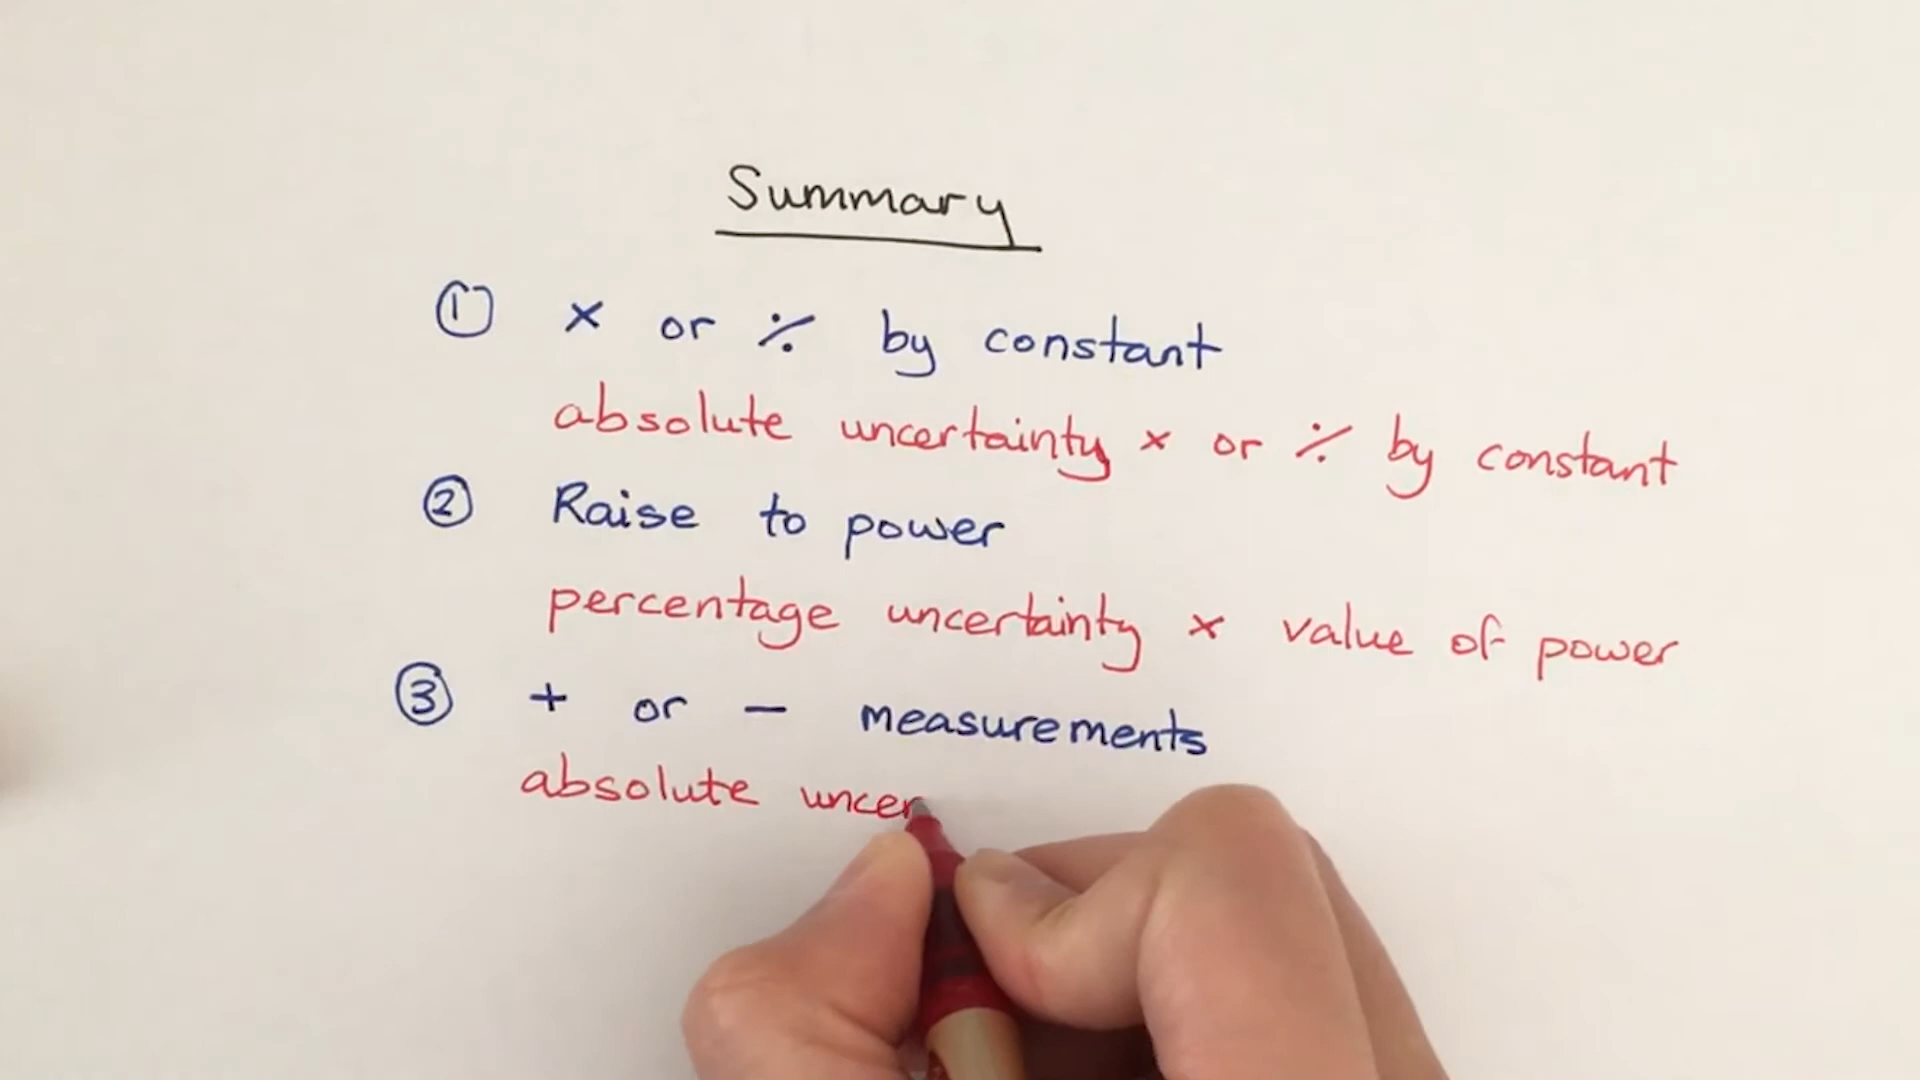 Summary
① × or ÷ by constant
absolute uncertainty × or ÷ by constant
② Raise to power
percentage uncertainty × value of power
③ + or − measurements
absolute uncer